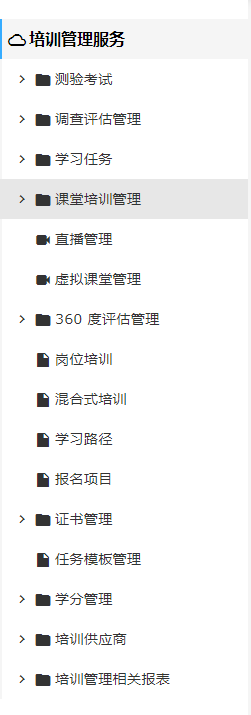 培训管理服务
测验考试
调查评估管理
学习任务
课堂培训管理
直播管理
虚拟课堂管理
360 度评估管理
岗位培训
混合式培训
学习路径
报名项目
证书管理
任务模板管理
学分管理
培训供应商
培训管理相关报表